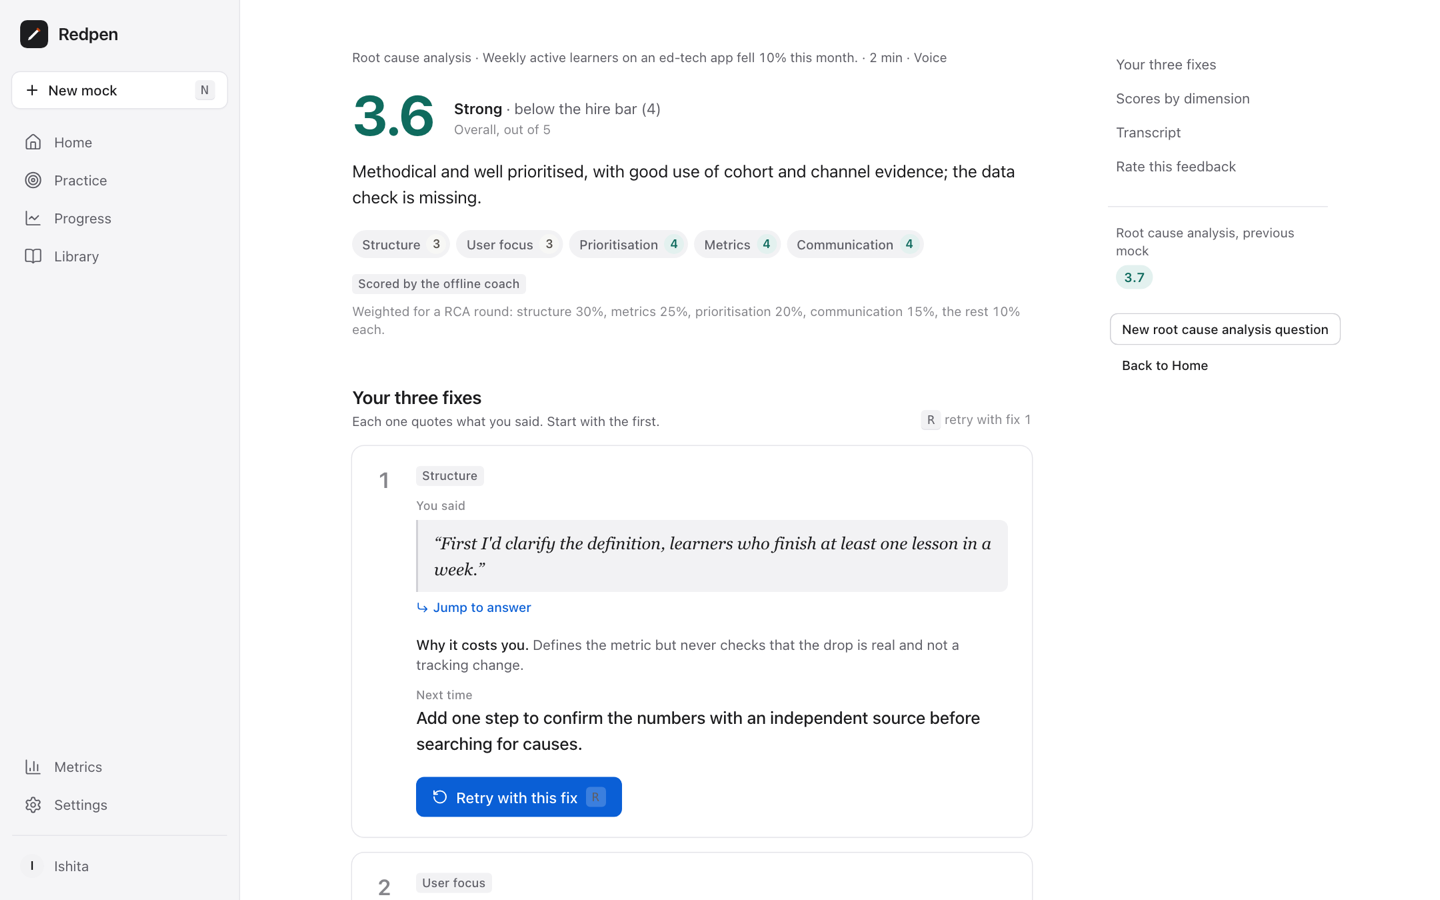 Redpen
New mock N
Home
Practice
Progress
Library
Metrics
Settings
I Ishita
Root cause analysis · Weekly active learners on an ed-tech app fell 10% this month. · 2 min · Voice
3.6
Strong · below the hire bar (4)
Overall, out of 5
Methodical and well prioritised, with good use of cohort and channel evidence; the data
check is missing.
Structure 3 User focus 3 Prioritisation 4 Metrics 4 Communication 4
Scored by the offline coach
Weighted for a RCA round: structure 30%, metrics 25%, prioritisation 20%, communication 15%, the rest 10%
each.
Your three fixes
Each one quotes what you said. Start with the first.
R retry with fix 1
1
Structure
You said
“First I'd clarify the definition, learners who finish at least one lesson in a
week.”
Jump to answer
Why it costs you. Defines the metric but never checks that the drop is real and not a
tracking change.
Next time
Add one step to confirm the numbers with an independent source before
searching for causes.
Retry with this fix R
2
User focus
Your three fixes
Scores by dimension
Transcript
Rate this feedback
Root cause analysis, previous
mock
3.7
New root cause analysis question
Back to Home